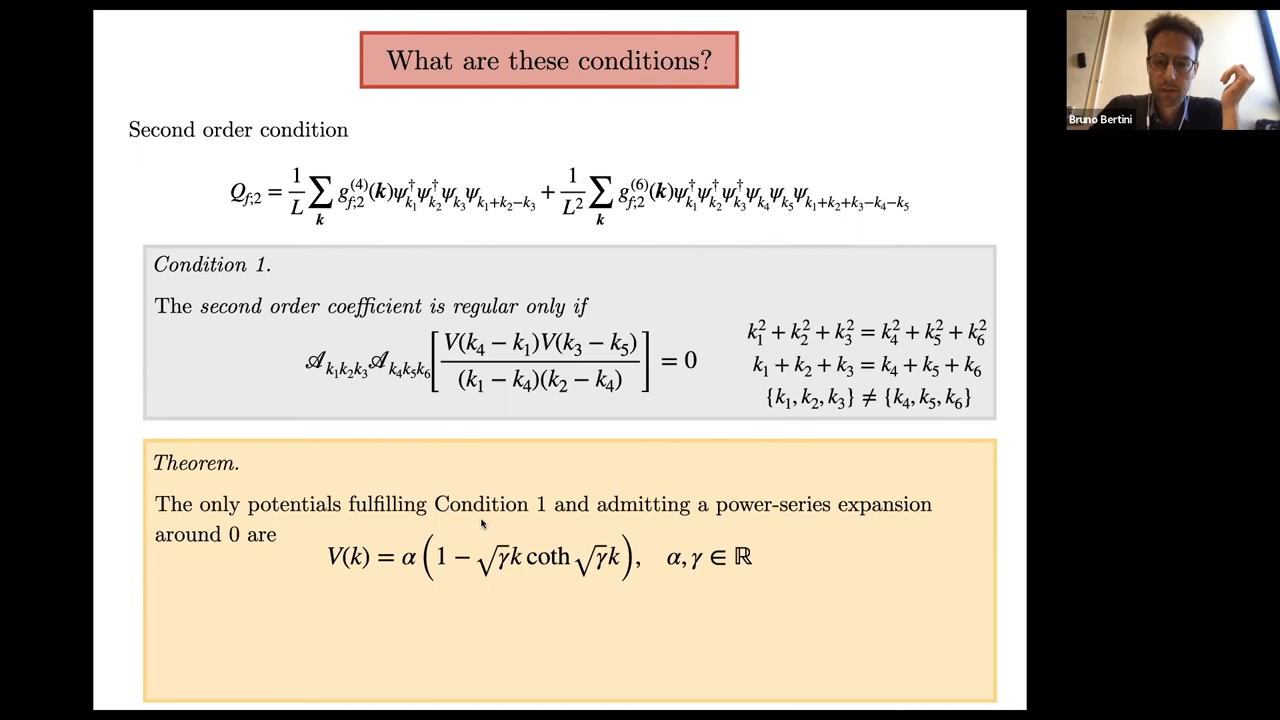 What are these conditions?
Second order condition
$Q_{f;2} = \frac{1}{L} \sum_{\boldsymbol{k}} g^{(4)}_{f;2}(\boldsymbol{k}) \psi^\dagger_{k_1} \psi^\dagger_{k_2} \psi_{k_3} \psi_{k_1+k_2-k_3} + \frac{1}{L^2} \sum_{\boldsymbol{k}} g^{(6)}_{f;2}(\boldsymbol{k}) \psi^\dagger_{k_1} \psi^\dagger_{k_2} \psi^\dagger_{k_3} \psi_{k_4} \psi_{k_5} \psi_{k_1+k_2+k_3-k_4-k_5}$
Condition 1.
The second order coefficient is regular only if
$\mathscr{A}_{k_1k_2k_3} \mathscr{A}_{k_4k_5k_6} \left[ \frac{V(k_4-k_1)V(k_3-k_5)}{(k_1-k_4)(k_2-k_4)} \right] = 0$
$k_1^2 + k_2^2 + k_3^2 = k_4^2 + k_5^2 + k_6^2$
$k_1 + k_2 + k_3 = k_4 + k_5 + k_6$
$\{k_1, k_2, k_3\} \neq \{k_4, k_5, k_6\}$
Theorem.
The only potentials fulfilling Condition 1 and admitting a power-series expansion
around 0 are
$V(k) = \alpha \left( 1 - \sqrt{\gamma} k \coth \sqrt{\gamma} k \right), \quad \alpha, \gamma \in \mathbb{R}$
Bruno Bertini